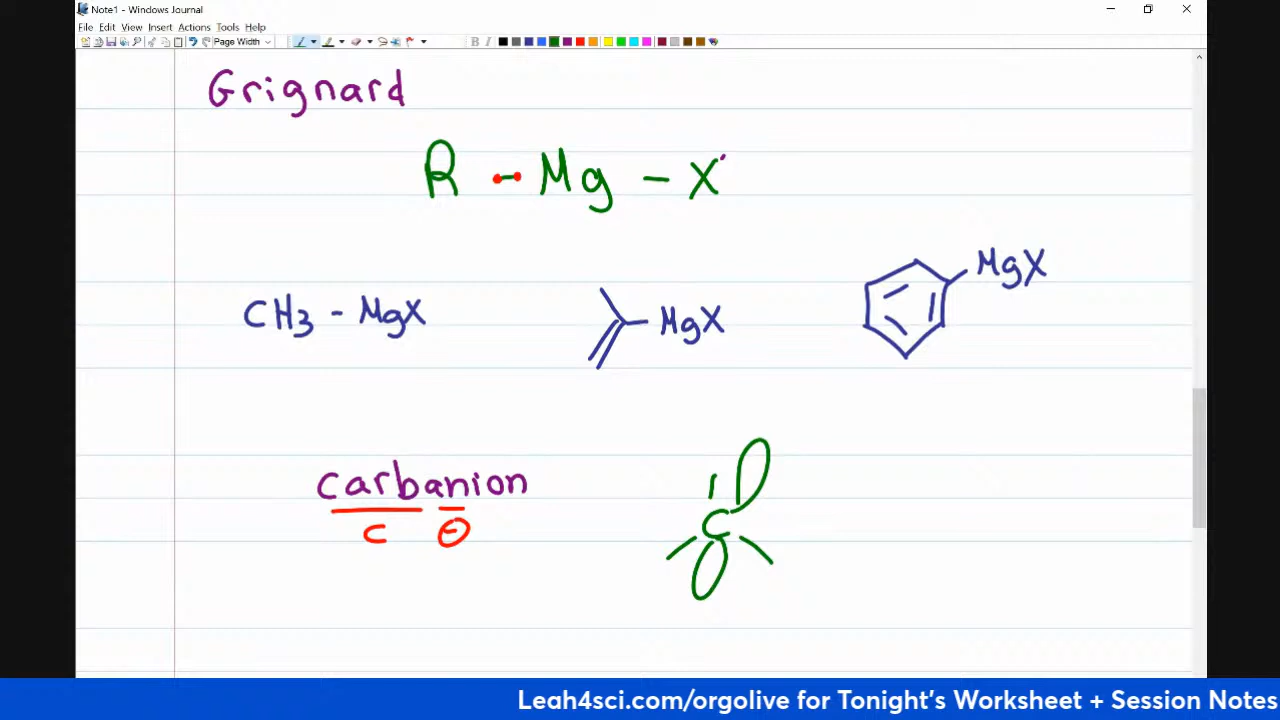 Note1 - Windows Journal
File Edit View Insert Actions Tools Help
Page Width
B I
Grignard
R - Mg - X
MgX
CH3 - MgX
MgX
carbanion
C ⊖
C
Leah4sci.com/orgolive for Tonight's Worksheet + Session Notes